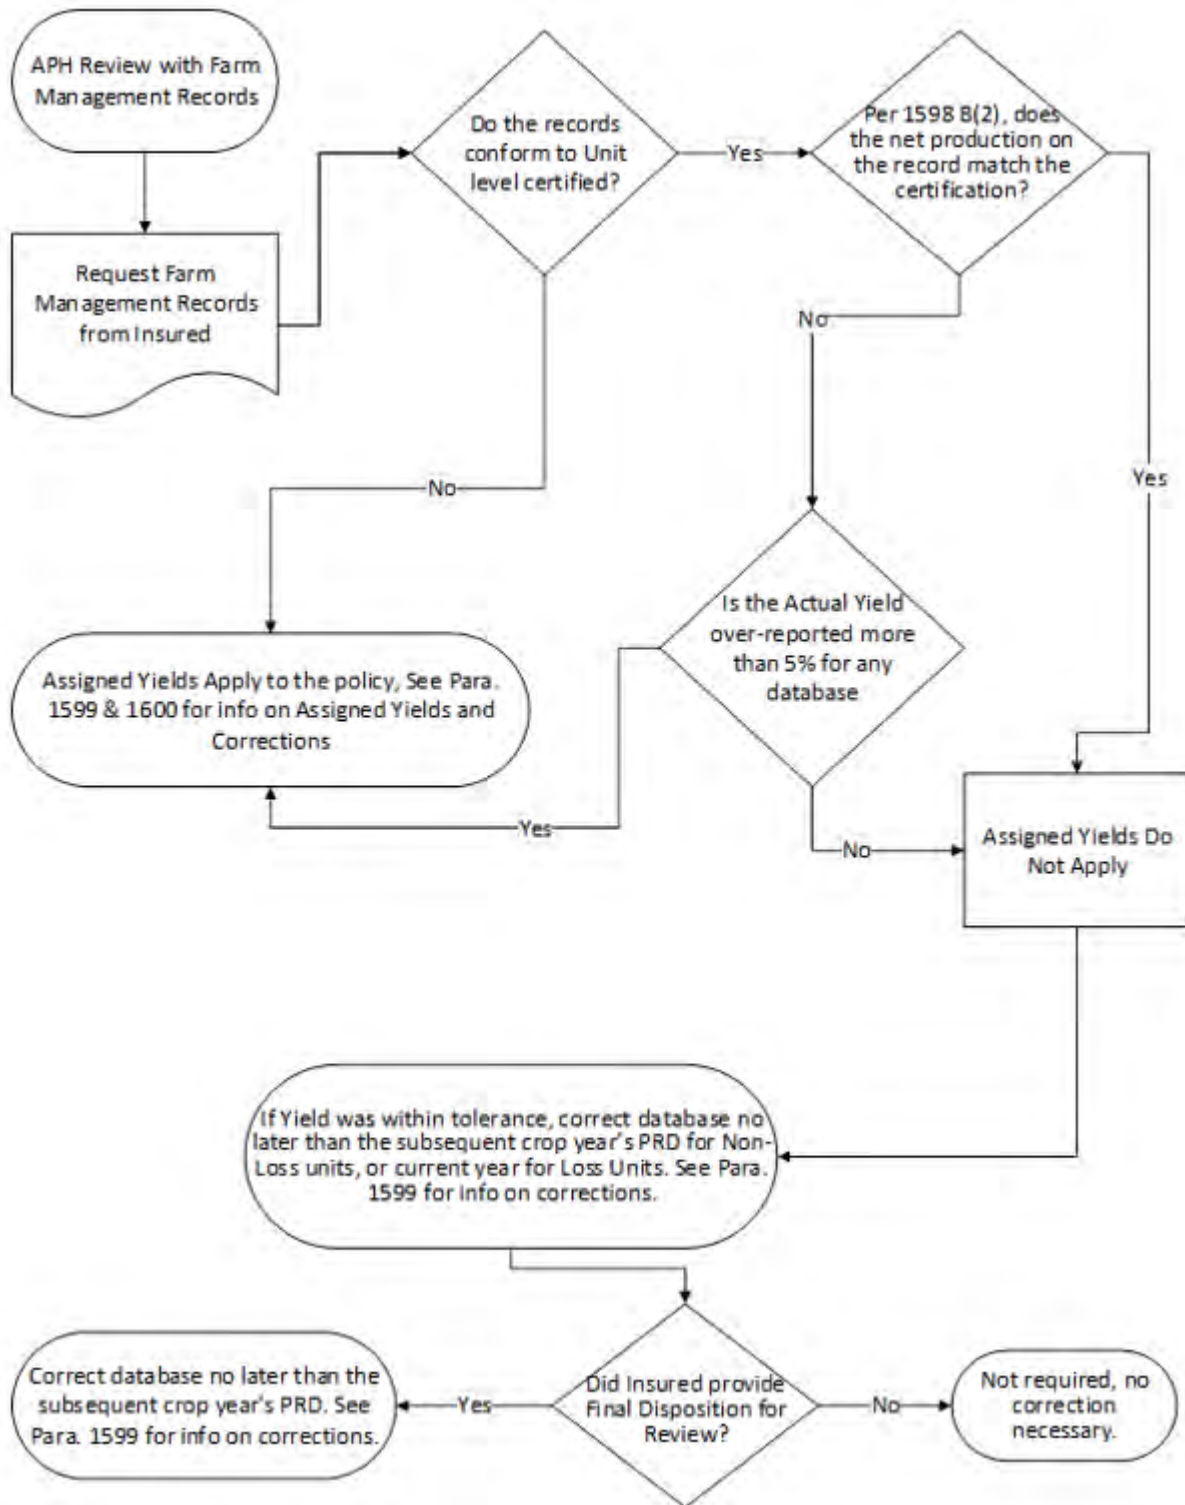 APH Review with Farm
Management Records
Request Farm
Management Records
from Insured
Do the records
conform to Unit
level certified?
Yes
Per 1598 B(2), does
the net production on
the record match the
certification?
No
No
Yes
Is the Actual Yield
over-reported more
than 5% for any
database
Assigned Yields Apply to the policy, See Para.
1599 & 1600 for info on Assigned Yields and
Corrections
Yes
No
Assigned Yields Do
Not Apply
If Yield was within tolerance, correct database no
later than the subsequent crop year's PRD for Non-
Loss units, or current year for Loss Units. See Para.
1599 for info on corrections.
Correct database no later than the
subsequent crop year's PRD. See
Para. 1599 for info on corrections.
Yes
Did Insured provide
Final Disposition for
Review?
No
Not required, no
correction
necessary.